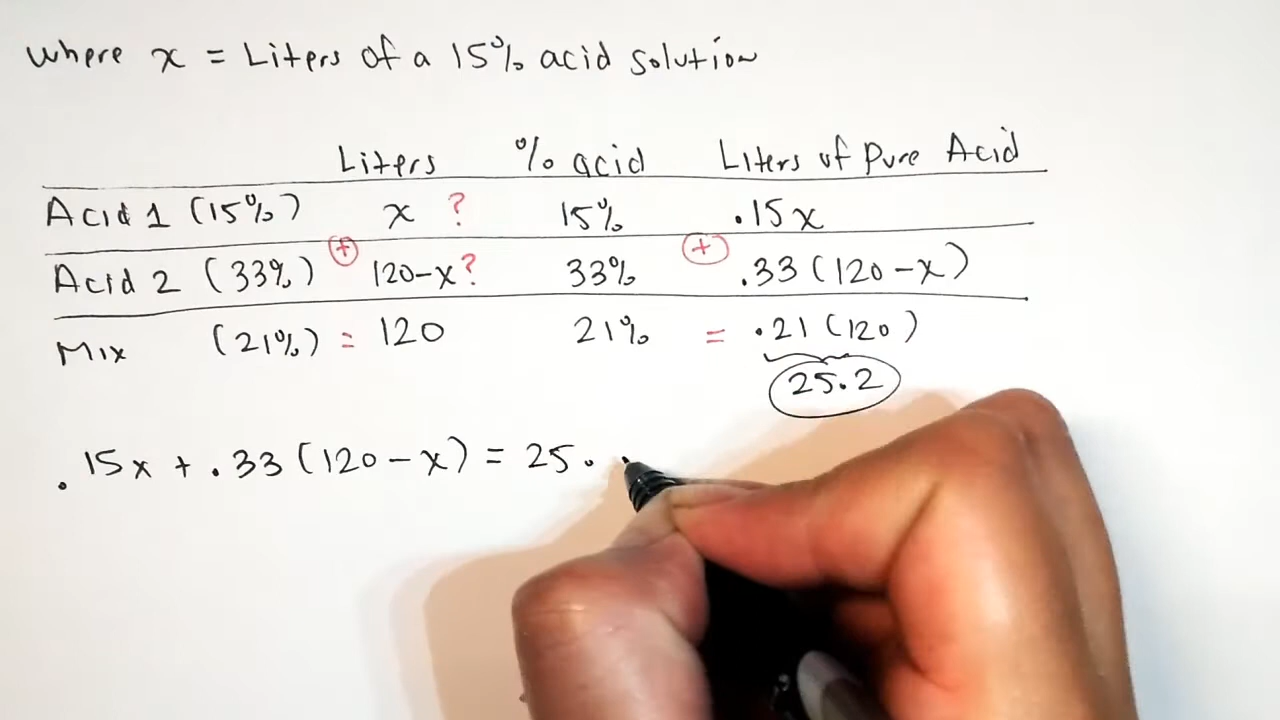 where x = Liters of a 15% acid solution
Liters % acid Liters of Pure Acid
Acid 1 (15%) x ? 15% .15x
Acid 2 (33%) + 120-x? + 33% .33(120-x)
Mix (21%) = 120 21% = .21(120)
25.2
.15x + .33(120-x) = 25.